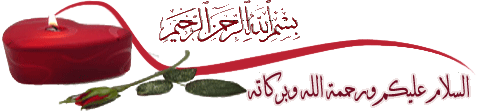 بسم الله الرحمن الرحيم
السلام عليكم ورحمة الله وبركاته